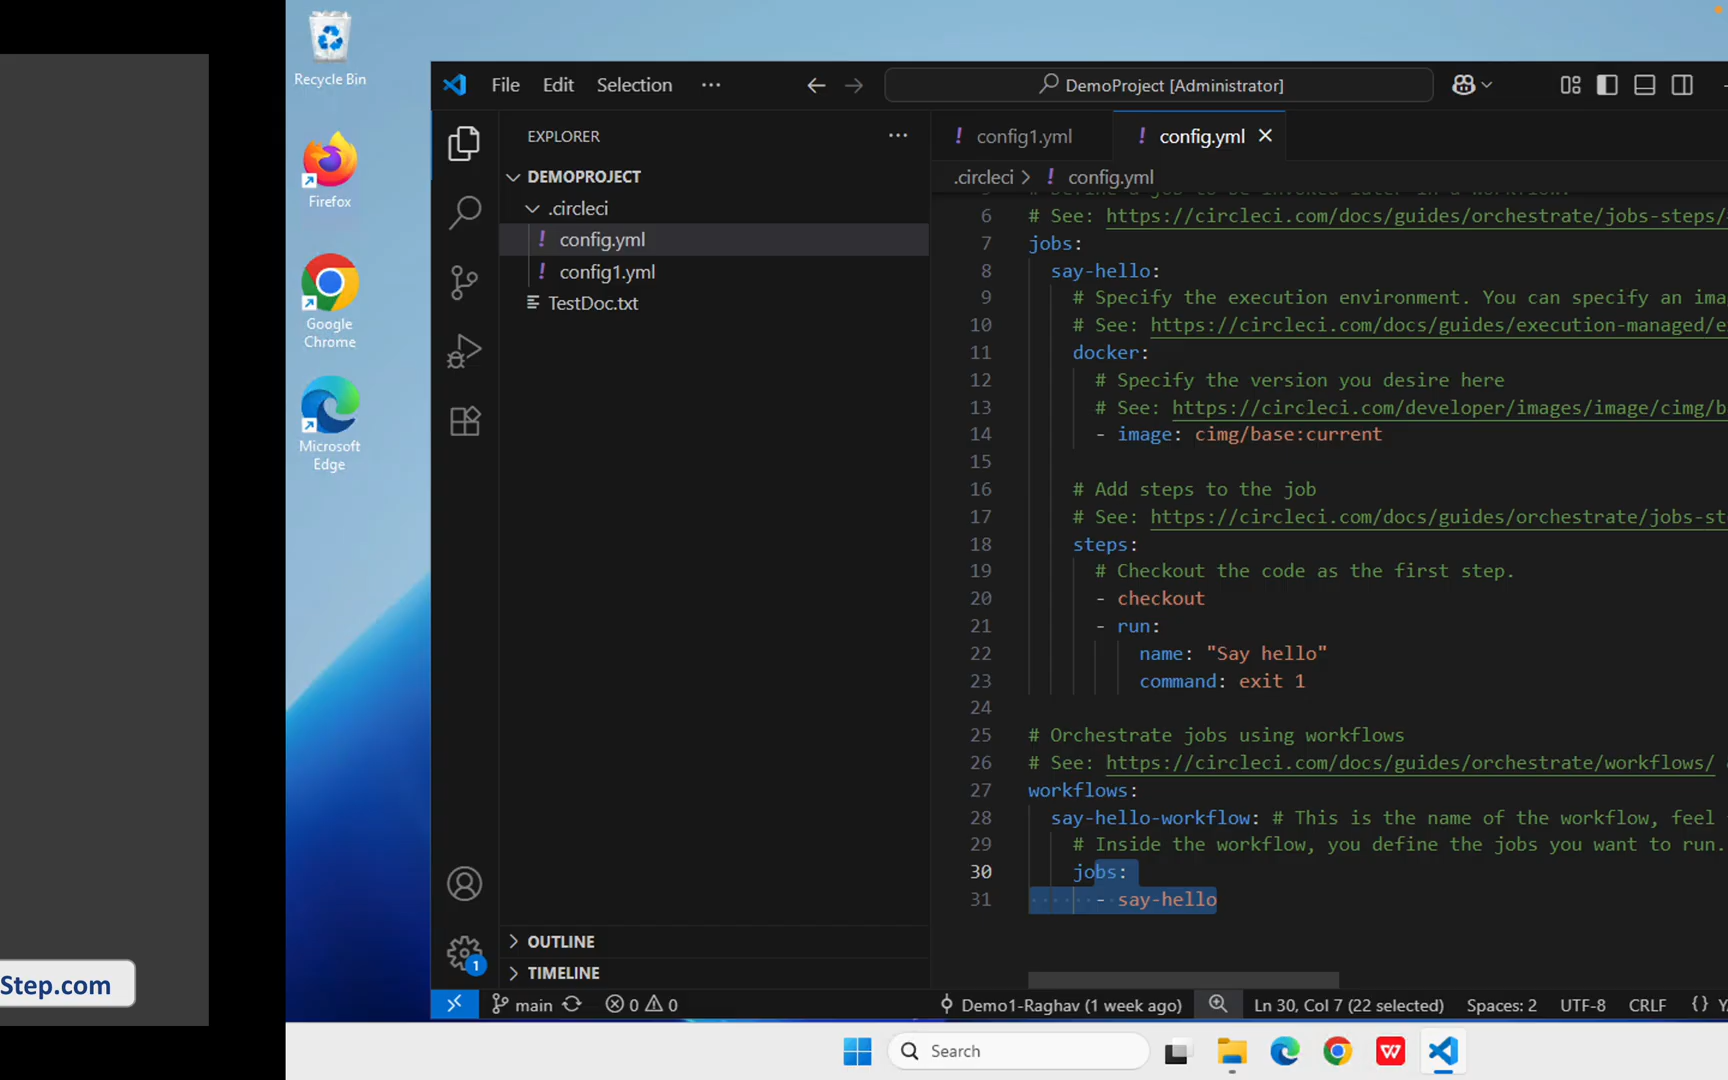 Recycle Bin
Firefox
Google
Chrome
Microsoft
Edge
Step.com
File Edit Selection ···
DemoProject [Administrator]
EXPLORER
DEMOPROJECT
.circleci
! config.yml
! config1.yml
TestDoc.txt
OUTLINE
TIMELINE
! config1.yml
! config.yml
.circleci > ! config.yml
6 # See: https://circleci.com/docs/guides/orchestrate/jobs-steps/
7 jobs:
8 say-hello:
9 # Specify the execution environment. You can specify an
10 # See: https://circleci.com/docs/guides/execution-managed/
11 docker:
12 # Specify the version you desire here
13 # See: https://circleci.com/developer/images/image/cimg/
14 - image: cimg/base:current
15
16 # Add steps to the job
17 # See: https://circleci.com/docs/guides/orchestrate/jobs-st
18 steps:
19 # Checkout the code as the first step.
20 - checkout
21 - run:
22 name: "Say hello"
23 command: exit 1
24
25 # Orchestrate jobs using workflows
26 # See: https://circleci.com/docs/guides/orchestrate/workflows/
27 workflows:
28 say-hello-workflow: # This is the name of the workflow, feel
29 # Inside the workflow, you define the jobs you want to run.
30 jobs:
31 - say-hello
1
main 0 0 Demo1-Raghav (1 week ago) Ln 30, Col 7 (22 selected) Spaces: 2 UTF-8 CRLF {} Y
Search